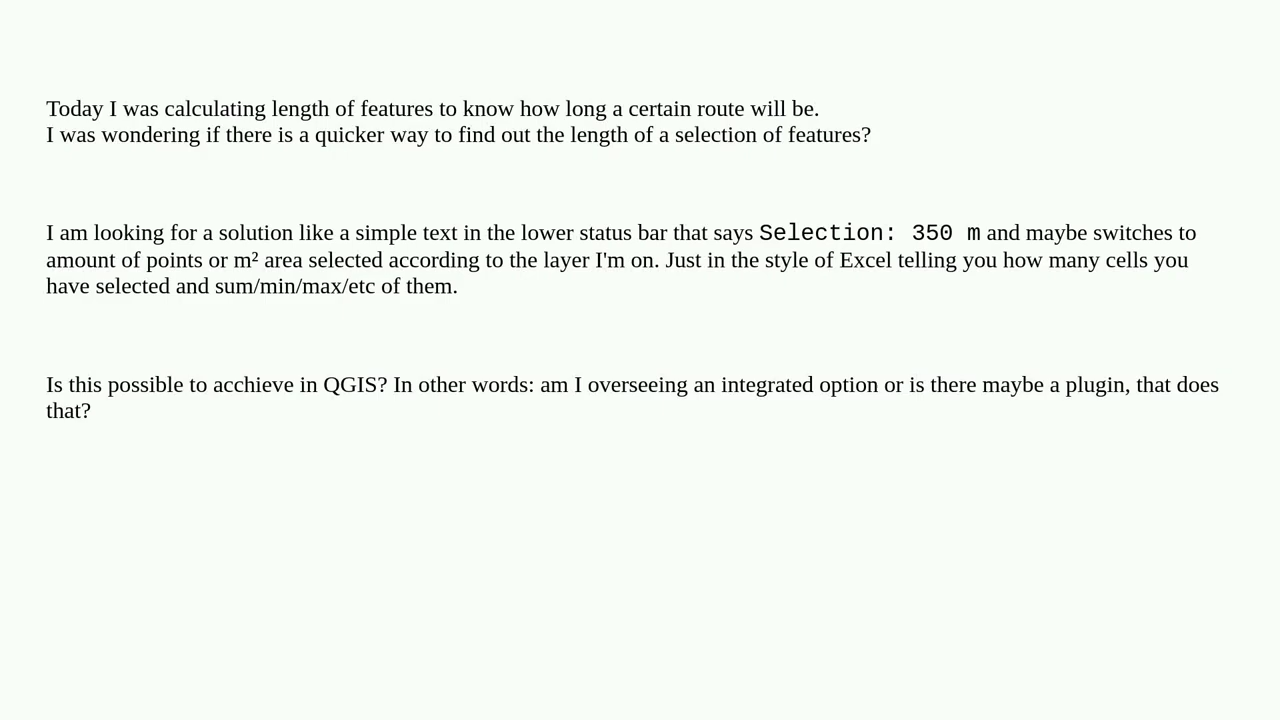 Today I was calculating length of features to know how long a certain route will be.
I was wondering if there is a quicker way to find out the length of a selection of features?
I am looking for a solution like a simple text in the lower status bar that says Selection: 350 m and maybe switches to
amount of points or m² area selected according to the layer I'm on. Just in the style of Excel telling you how many cells you
have selected and sum/min/max/etc of them.
Is this possible to acchieve in QGIS? In other words: am I overseeing an integrated option or is there maybe a plugin, that does
that?